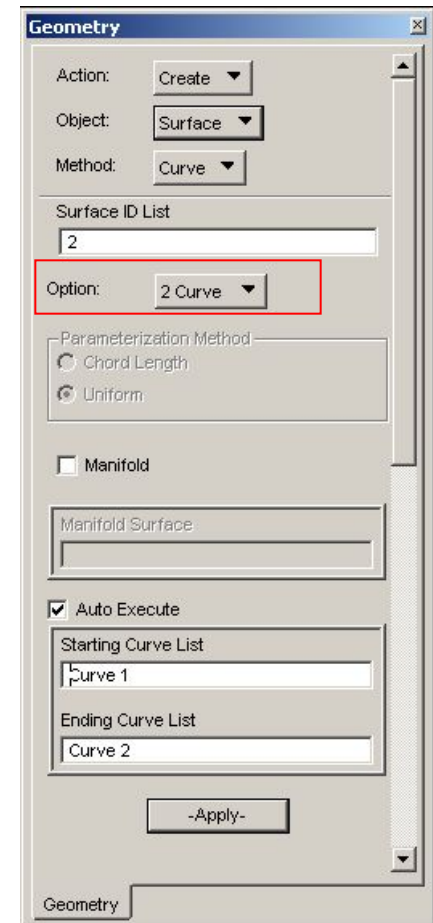 Geometry
Action: Create
Object: Surface
Method: Curve
Surface ID List
2
Option: 2 Curve
Parameterization Method
Chord Length
Uniform
Manifold
Manifold Surface
Auto Execute
Starting Curve List
Curve 1
Ending Curve List
Curve 2
-Apply-
Geometry